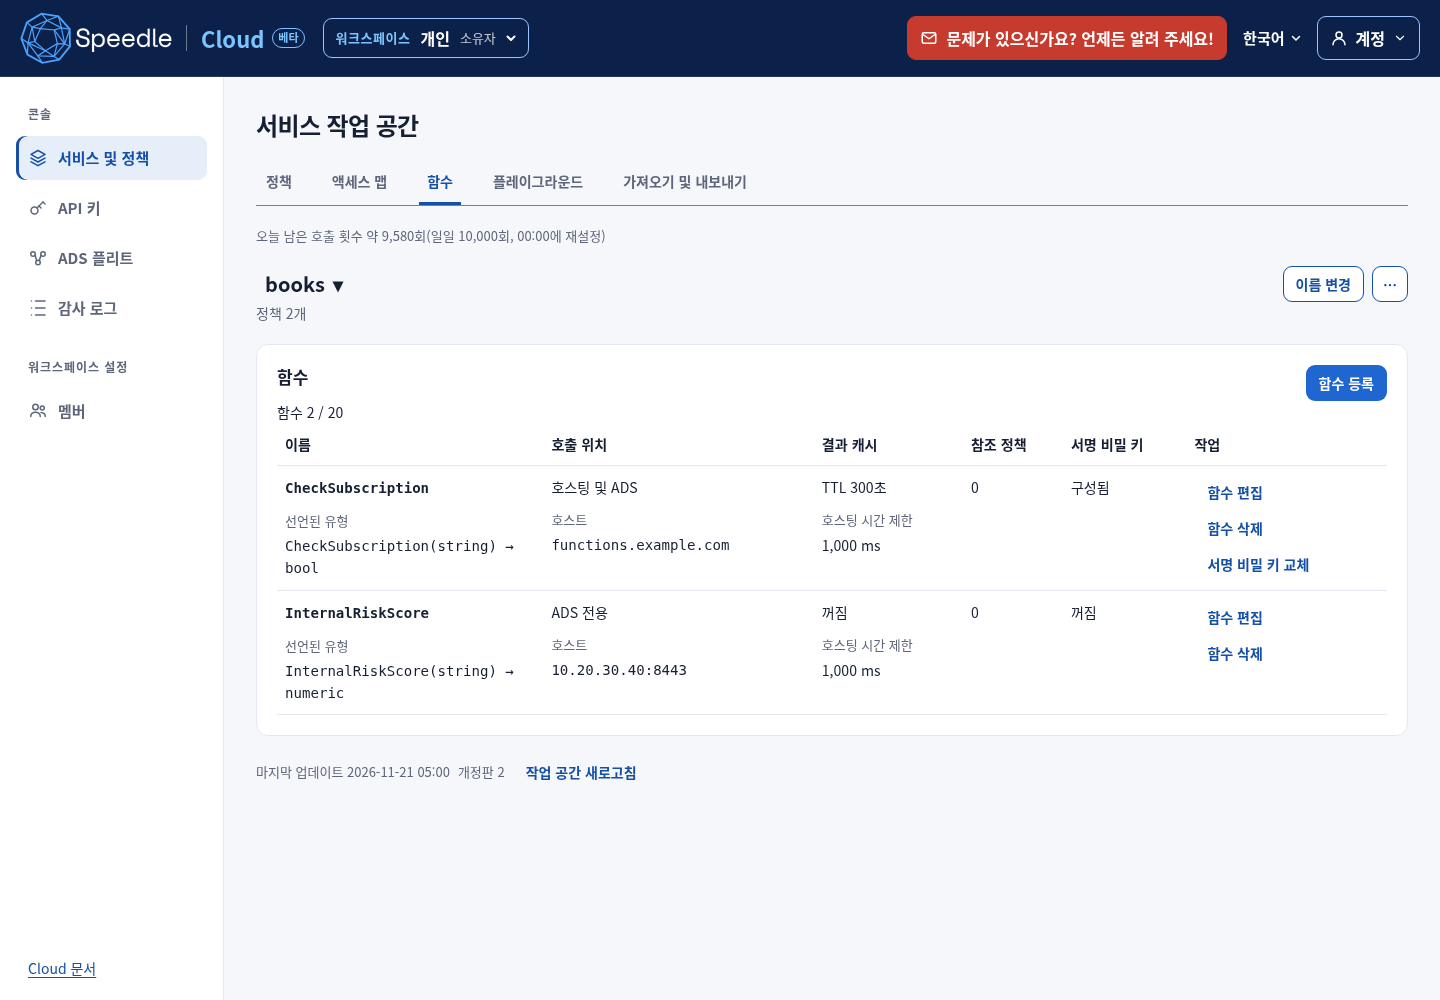 Speedle
Cloud 베타
워크스페이스 개인 소유자
문제가 있으신가요? 언제든 알려 주세요!
한국어
계정
콘솔
서비스 및 정책
API 키
ADS 플리트
감사 로그
워크스페이스 설정
멤버
Cloud 문서
서비스 작업 공간
정책 액세스 맵 함수 플레이그라운드 가져오기 및 내보내기
오늘 남은 호출 횟수 약 9,580회(일일 10,000회, 00:00에 재설정)
books ▼
이름 변경 ···
정책 2개
함수
함수 등록
함수 2 / 20
이름 호출 위치 결과 캐시 참조 정책 서명 비밀 키 작업
CheckSubscription 호스팅 및 ADS TTL 300초 0 구성됨 함수 편집
선언된 유형 호스트 호스팅 시간 제한 함수 삭제
CheckSubscription(string) → functions.example.com 1,000 ms 서명 비밀 키 교체
bool
InternalRiskScore ADS 전용 꺼짐 0 꺼짐 함수 편집
선언된 유형 호스트 호스팅 시간 제한 함수 삭제
InternalRiskScore(string) → 10.20.30.40:8443 1,000 ms
numeric
마지막 업데이트 2026-11-21 05:00 개정판 2 작업 공간 새로고침